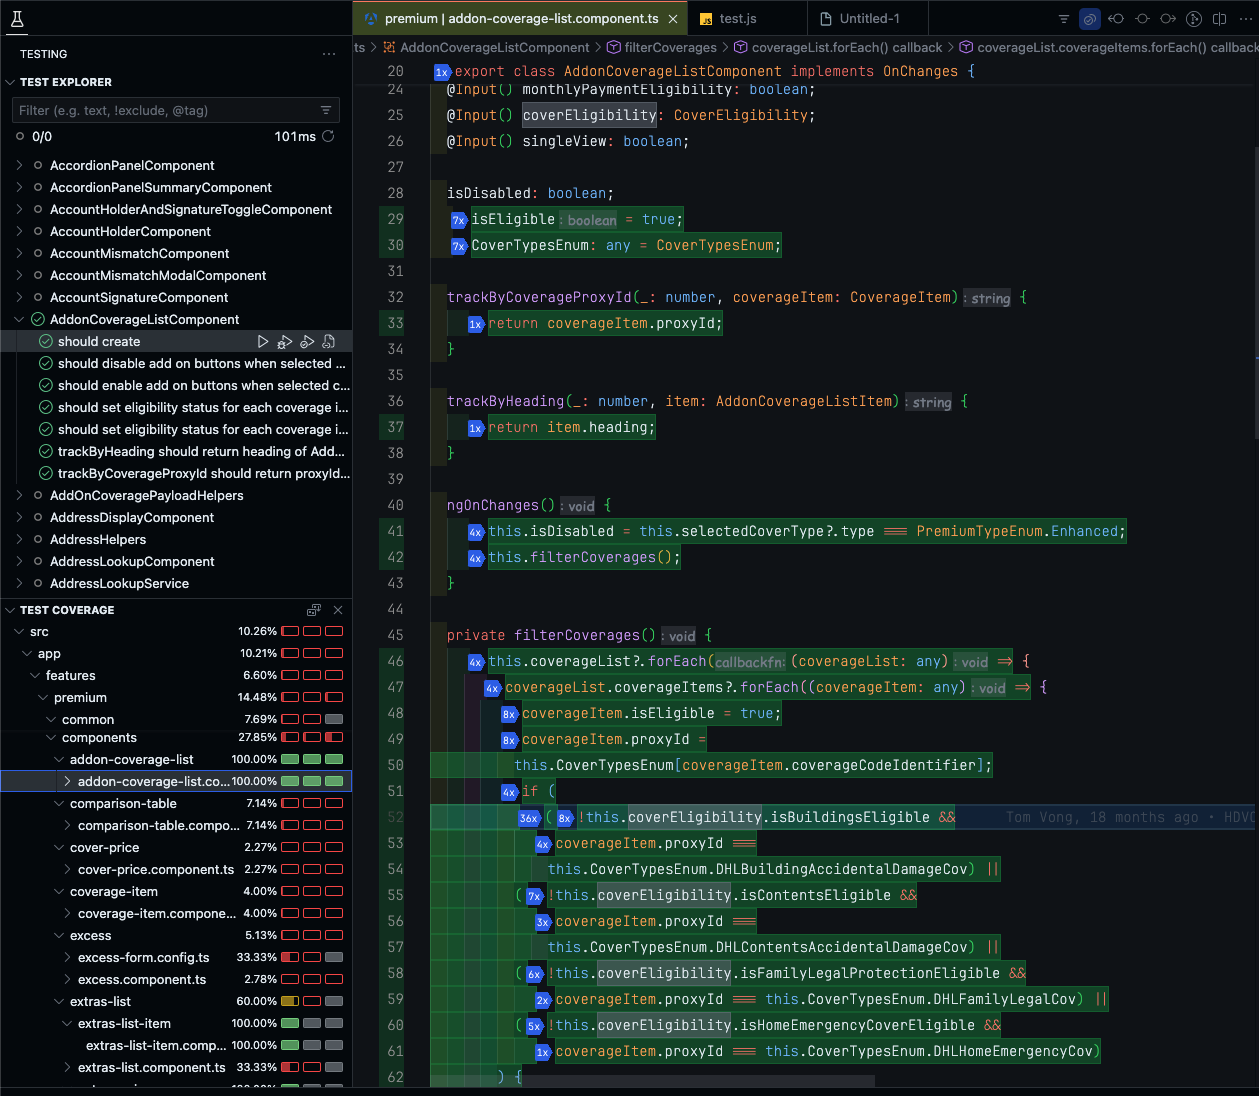 TESTING
TEST EXPLORER
Filter (e.g. text, !exclude, @tag)
0/0 101ms
AccordionPanelComponent
AccordionPanelSummaryComponent
AccountHolderAndSignatureToggleComponent
AccountHolderComponent
AccountMismatchComponent
AccountMismatchModalComponent
AccountSignatureComponent
AddonCoverageListComponent
should create
should disable add on buttons when selected ...
should enable add on buttons when selected c...
should set eligibility status for each coverage i...
should set eligibility status for each coverage i...
trackByHeading should return heading of Add...
trackByCoverageProxyId should return proxyId...
AddOnCoveragePayloadHelpers
AddressDisplayComponent
AddressHelpers
AddressLookupComponent
AddressLookupService
TEST COVERAGE
src 10.26%
app 10.21%
features 6.60%
premium 14.48%
common 7.69%
components 27.85%
addon-coverage-list 100.00%
addon-coverage-list.co... 100.00%
comparison-table 7.14%
comparison-table.compo... 7.14%
cover-price 2.27%
cover-price.component.ts 2.27%
coverage-item 4.00%
coverage-item.compone... 4.00%
excess 5.13%
excess-form.config.ts 33.33%
excess.component.ts 2.78%
extras-list 60.00%
extras-list-item 100.00%
extras-list-item.comp... 100.00%
extras-list.component.ts 33.33%
premium | addon-coverage-list.component.ts
JS test.js
Untitled-1
ts > AddonCoverageListComponent > filterCoverages > coverageList.forEach() callback > coverageList.coverageItems.forEach() callback
20 1x export class AddonCoverageListComponent implements OnChanges {
24 @Input() monthlyPaymentEligibility: boolean;
25 @Input() coverEligibility: CoverEligibility;
26 @Input() singleView: boolean;
27
28 isDisabled: boolean;
29 7x isEligible : boolean = true;
30 7x CoverTypesEnum: any = CoverTypesEnum;
31
32 trackByCoverageProxyId(_: number, coverageItem: CoverageItem) : string {
33 1x return coverageItem.proxyId;
34 }
35
36 trackByHeading(_: number, item: AddonCoverageListItem) : string {
37 1x return item.heading;
38 }
39
40 ngOnChanges() : void {
41 4x this.isDisabled = this.selectedCoverType?.type === PremiumTypeEnum.Enhanced;
42 4x this.filterCoverages();
43 }
44
45 private filterCoverages() : void {
46 4x this.coverageList?.forEach(callbackfn: (coverageList: any) : void => {
47 4x coverageList.coverageItems?.forEach((coverageItem: any) : void => {
48 8x coverageItem.isEligible = true;
49 8x coverageItem.proxyId =
50 this.CoverTypesEnum[coverageItem.coverageCodeIdentifier];
51 4x if (
52 36x ( 8x !this.coverEligibility.isBuildingsEligible && Tom Vong, 18 months ago • HDVC
53 4x coverageItem.proxyId ===
54 this.CoverTypesEnum.DHLBuildingAccidentalDamageCov) ||
55 ( 7x !this.coverEligibility.isContentsEligible &&
56 3x coverageItem.proxyId ===
57 this.CoverTypesEnum.DHLContentsAccidentalDamageCov) ||
58 ( 6x !this.coverEligibility.isFamilyLegalProtectionEligible &&
59 2x coverageItem.proxyId === this.CoverTypesEnum.DHLFamilyLegalCov) ||
60 ( 5x !this.coverEligibility.isHomeEmergencyCoverEligible &&
61 1x coverageItem.proxyId === this.CoverTypesEnum.DHLHomeEmergencyCov)
62 ) {